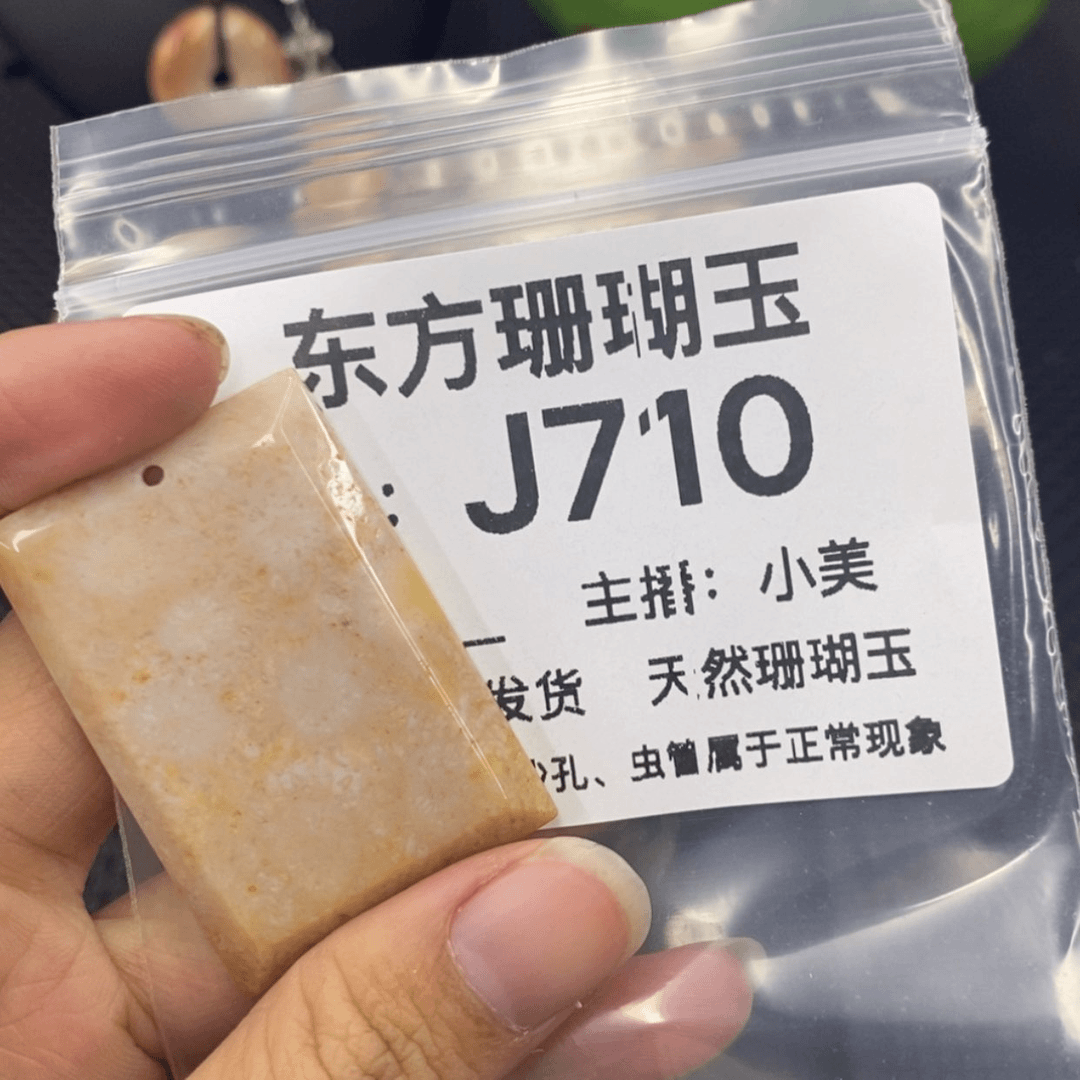 东方珊瑚玉
: J710
主播：小美
发货 天然珊瑚玉
孔、虫管属于正常现象